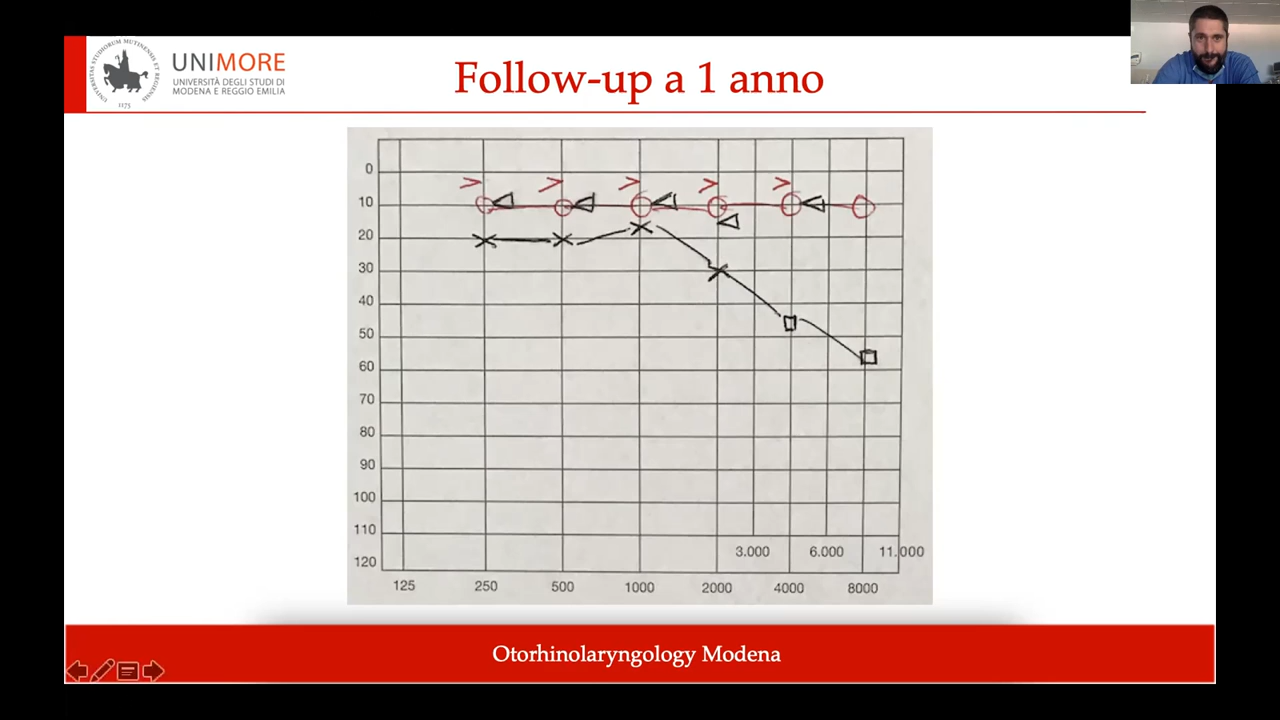 UNIMORE
UNIVERSITÀ DEGLI STUDI DI
MODENA E REGGIO EMILIA
1175
Follow-up a 1 anno
0
10
20
30
40
50
60
70
80
90
100
110
120
3.000 6.000 11.000
125 250 500 1000 2000 4000 8000
Otorhinolaryngology Modena